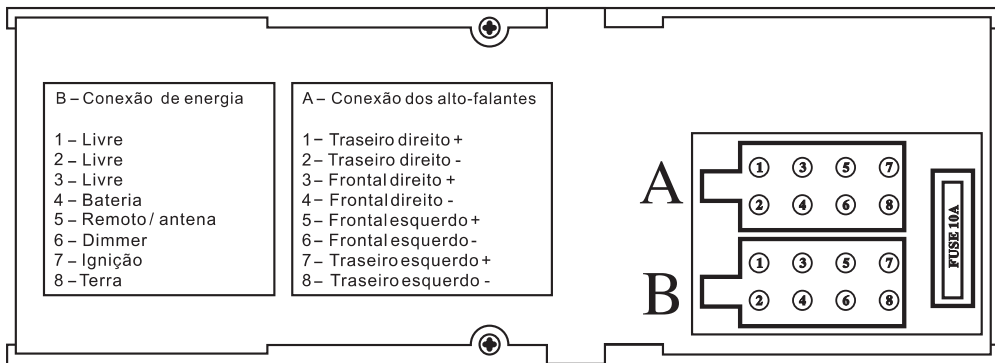 B – Conexão de energia
1 – Livre
2 – Livre
3 – Livre
4 – Bateria
5 – Remoto / antena
6 – Dimmer
7 – Ignição
8 – Terra
A – Conexão dos alto-falantes
1 – Traseiro direito +
2 – Traseiro direito -
3 – Frontal direito +
4 – Frontal direito -
5 – Frontal esquerdo +
6 – Frontal esquerdo -
7 – Traseiro esquerdo +
8 – Traseiro esquerdo -
A
1 3 5 7
2 4 6 8
B
1 3 5 7
2 4 6 8
FUSE 10A